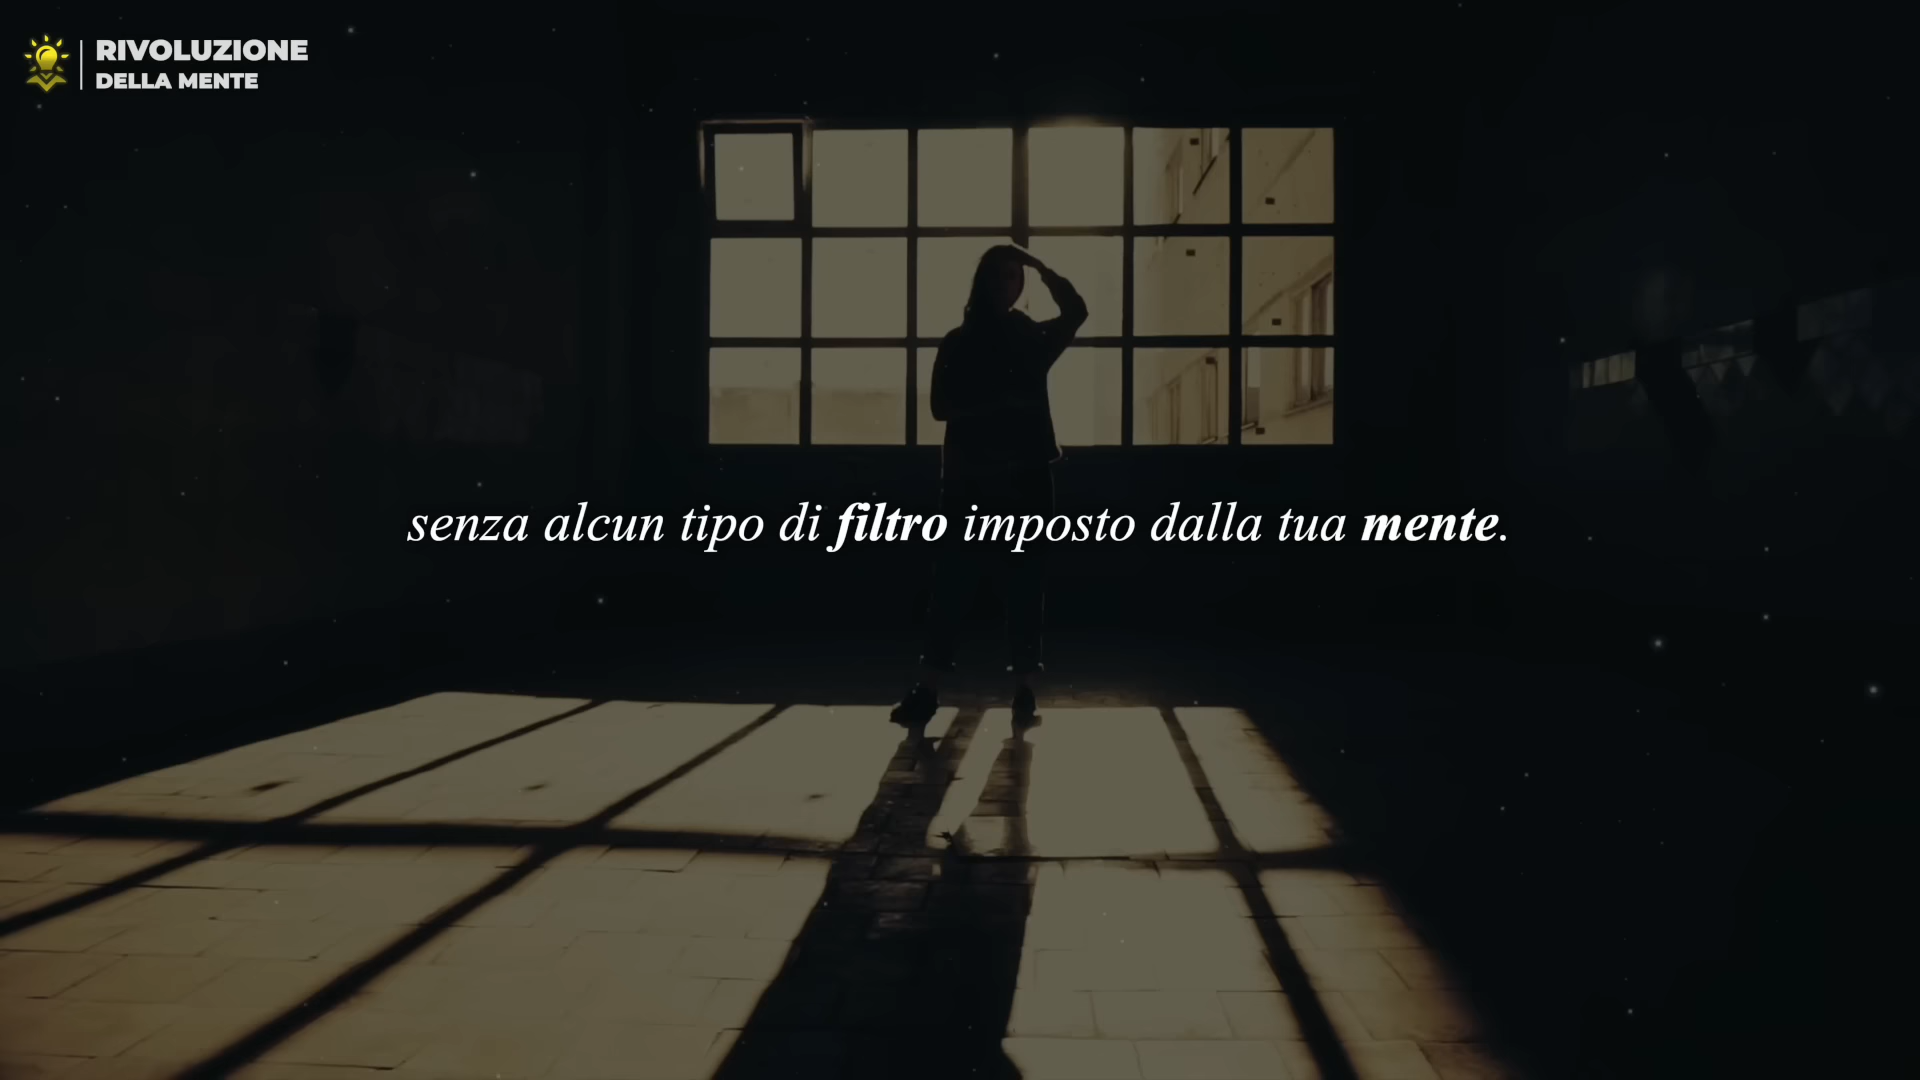 RIVOLUZIONE
DELLA MENTE
senza alcun tipo di filtro imposto dalla tua mente.